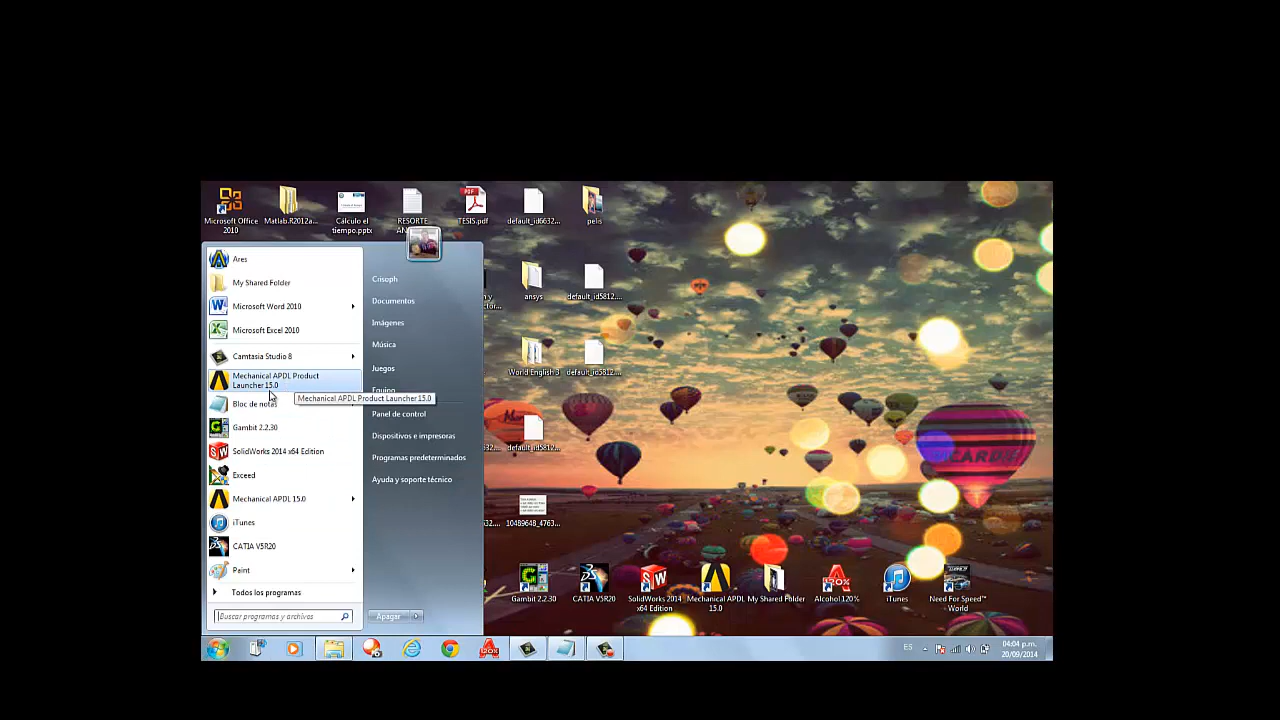 Microsoft Office
2010
Matlab.R2012a...
Cálculo el
tiempo.pptx
RESORTE
TESIS.pdf
default_id6632...
pelis
Ares
My Shared Folder
Microsoft Word 2010
Microsoft Excel 2010
Camtasia Studio 8
Mechanical APDL Product
Launcher 15.0
Mechanical APDL Product Launcher 15.0
Bloc de notas
Gambit 2.2.30
SolidWorks 2014 x64 Edition
Exceed
Mechanical APDL 15.0
iTunes
CATIA V5R20
Paint
Todos los programas
Buscar programas y archivos
Crisoph
Documentos
Imágenes
Música
Juegos
Equipo
Panel de control
Dispositivos e impresoras
Programas predeterminados
Ayuda y soporte técnico
Apagar
ansys
default_id5812....
World English 3
default_id5812....
default_id5812....
10489648_4763...
ICARDI
Gambit 2.2.30
CATIA V5R20
SolidWorks 2014
x64 Edition
Mechanical APDL
15.0
My Shared Folder
Alcohol 120%
iTunes
Need For Speed™
- World
ES
04:04 p.m.
20/09/2014